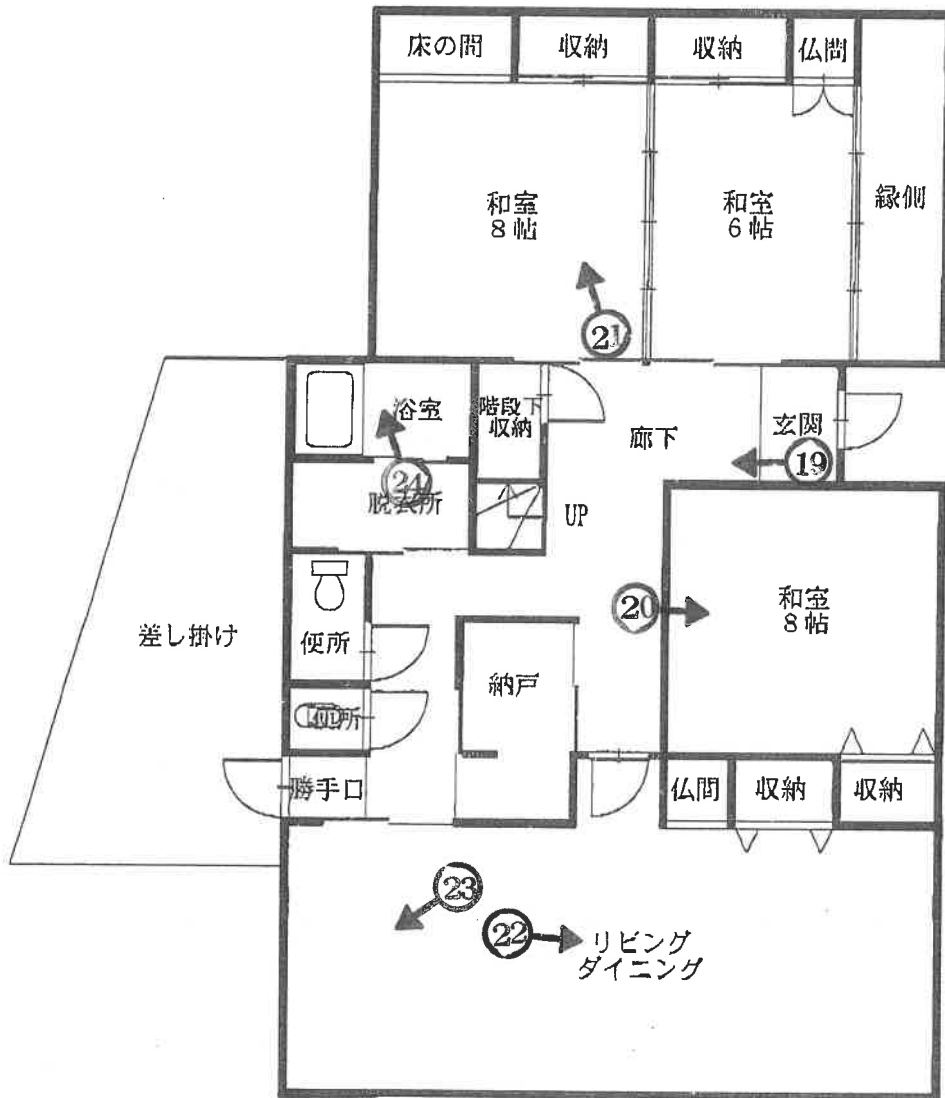 床の間
収納
収納
仏間
縁側
和室
8帖
和室
6帖
21
浴室
階段下
収納
廊下
玄関
19
24
脱衣所
UP
20
和室
8帖
差し掛け
便所
納戸
便所
勝手口
仏間
収納
収納
23
22
リビング
ダイニング